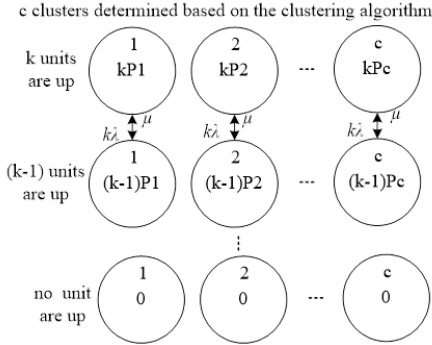 c clusters determined based on the clustering algorithm
k units
are up
1
kP1
2
kP2
...
c
kPc
kλ
μ
kλ
μ
kλ
μ
(k-1) units
are up
1
(k-1)P1
2
(k-1)P2
...
c
(k-1)Pc
no unit
are up
1
0
2
0
...
c
0